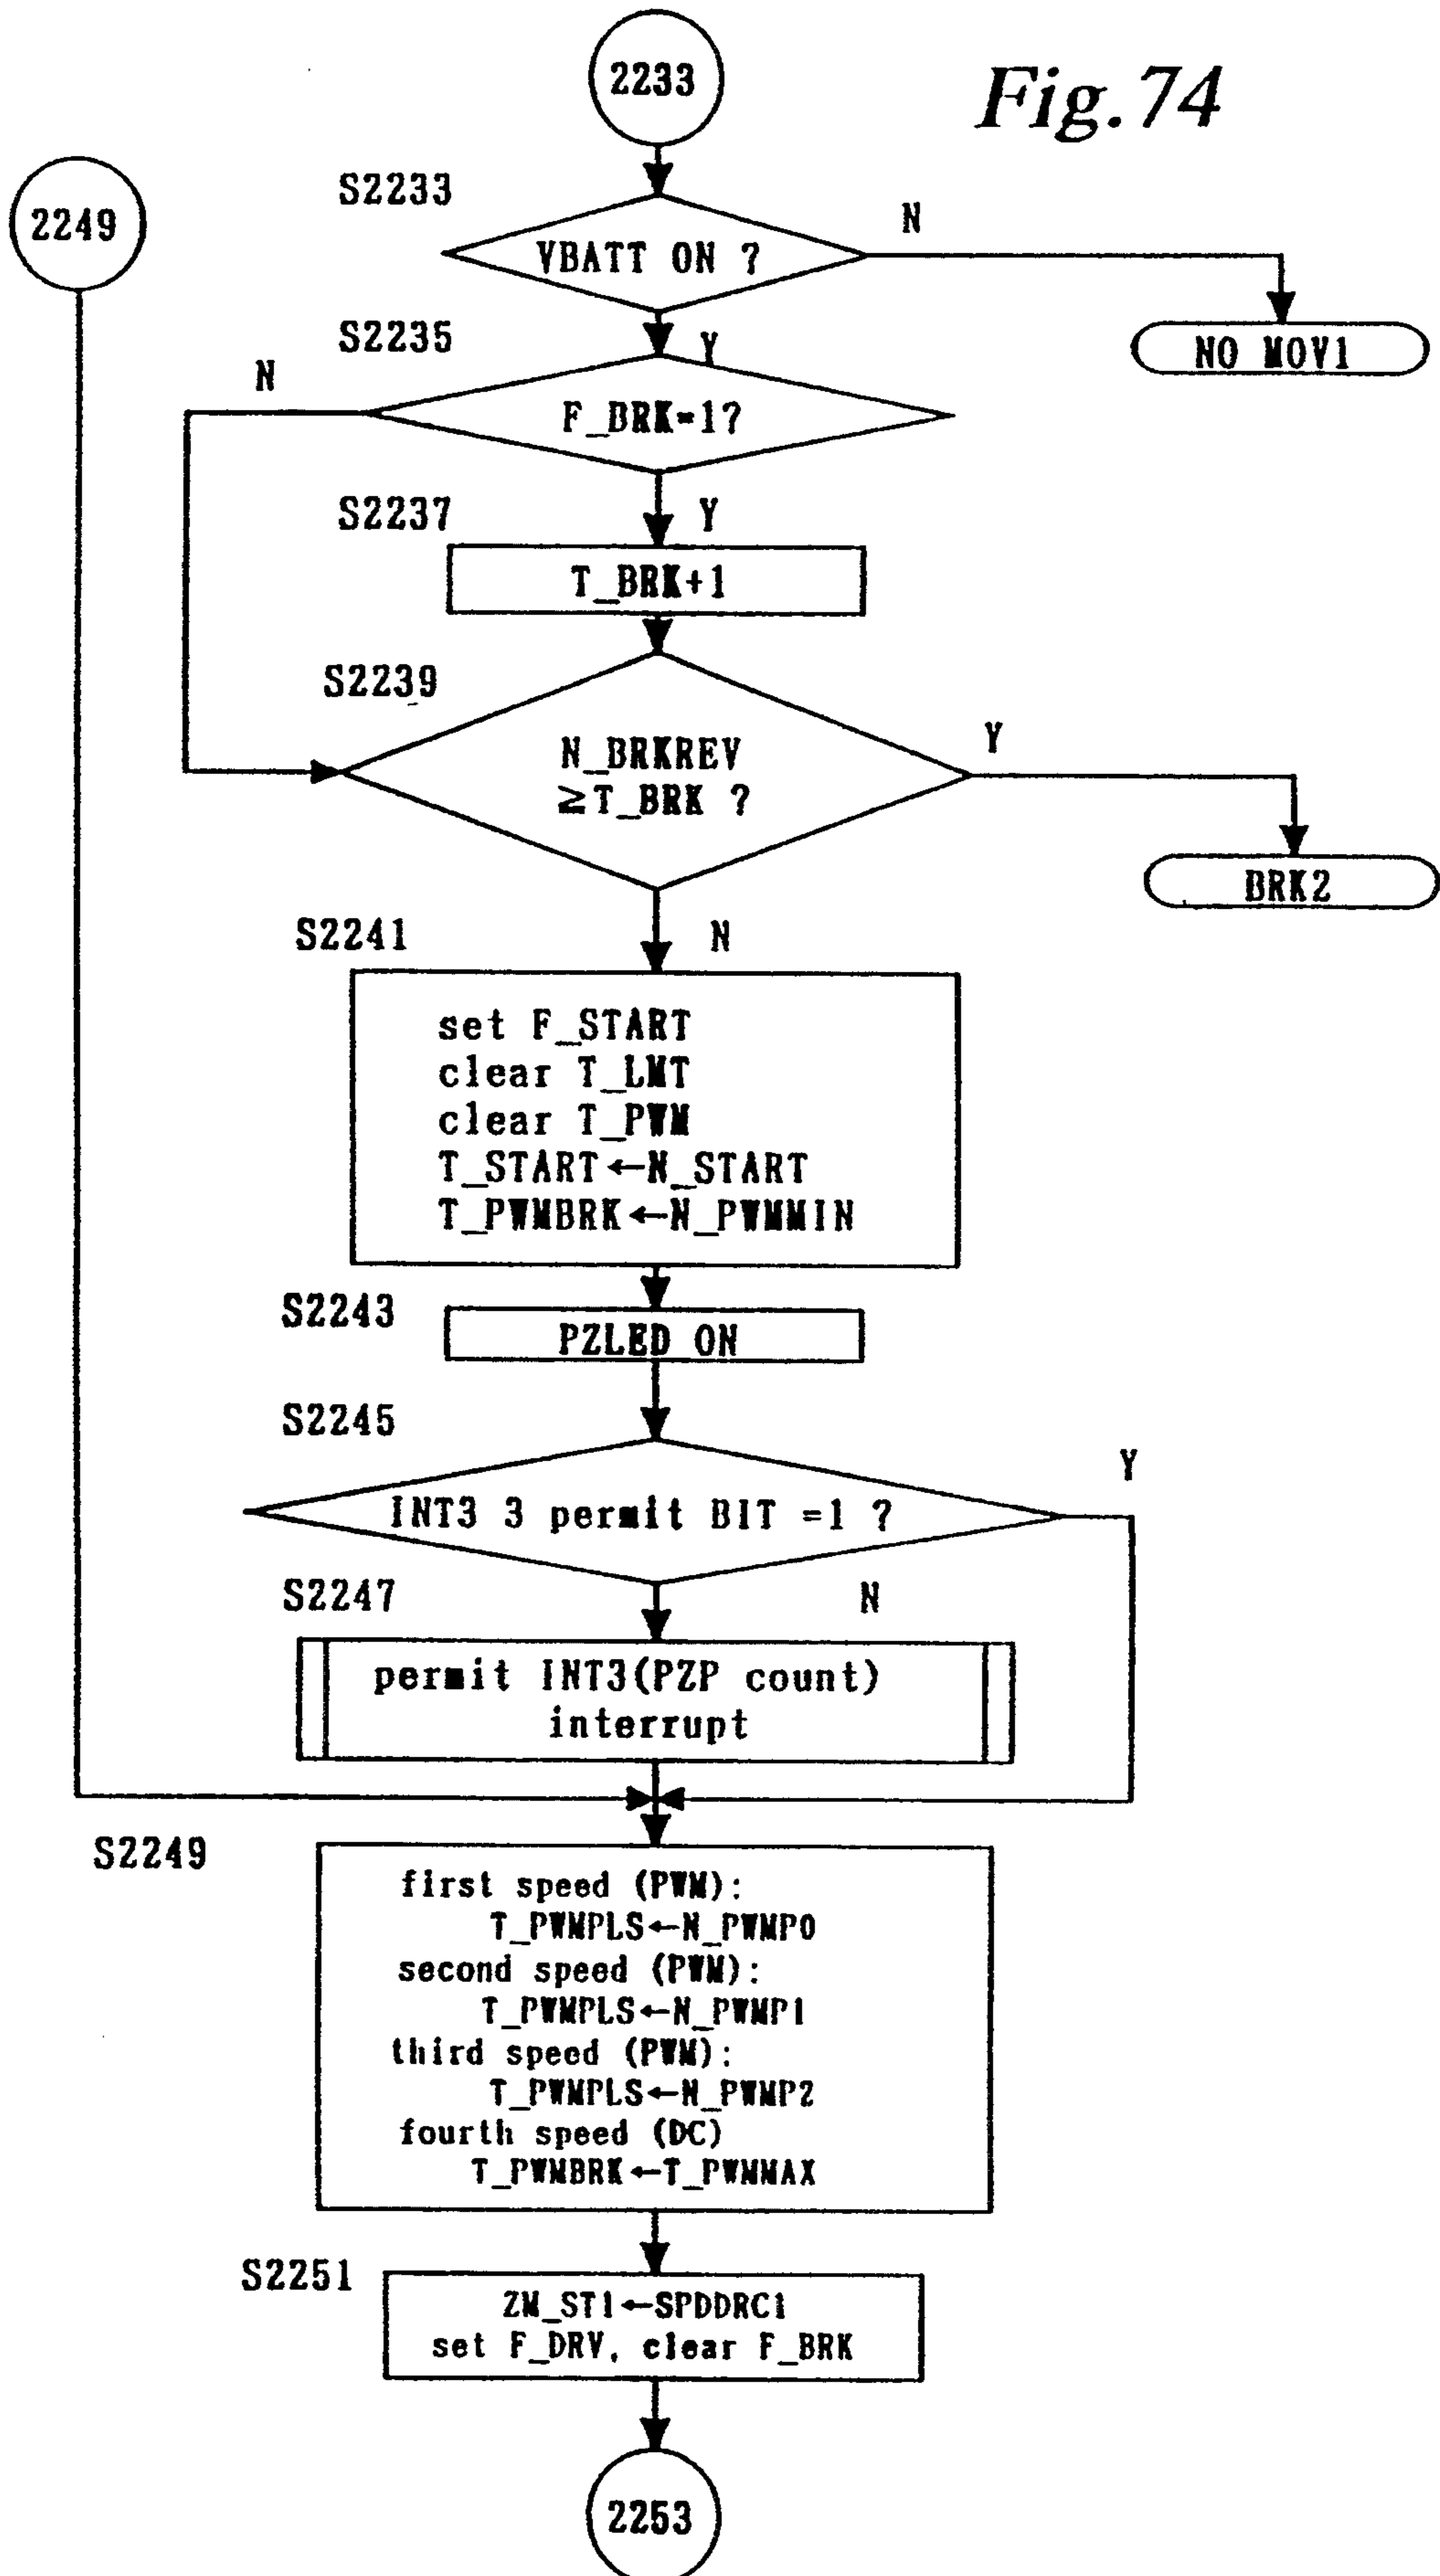 Fig. 74
2233
2249
S2233
VBATT ON ?
N
NO MOV1
Y
S2235
F_BRK=1?
N
Y
S2237
T_BRK+1
S2239
N_BRKREV
≧T_BRK ?
Y
BRK2
N
S2241
set F_START
clear T_LMT
clear T_PWM
T_START←N_START
T_PWMBRK←N_PWMMIN
S2243
PZLED ON
S2245
INT3 3 permit BIT =1 ?
Y
N
S2247
permit INT3(PZP count)
interrupt
S2249
first speed (PWM):
T_PWMPLS←N_PWMP0
second speed (PWM):
T_PWMPLS←N_PWMP1
third speed (PWM):
T_PWMPLS←N_PWMP2
fourth speed (DC)
T_PWMBRK←T_PWMMAX
S2251
ZM_ST1←SPDDRC1
set F_DRV, clear F_BRK
2253